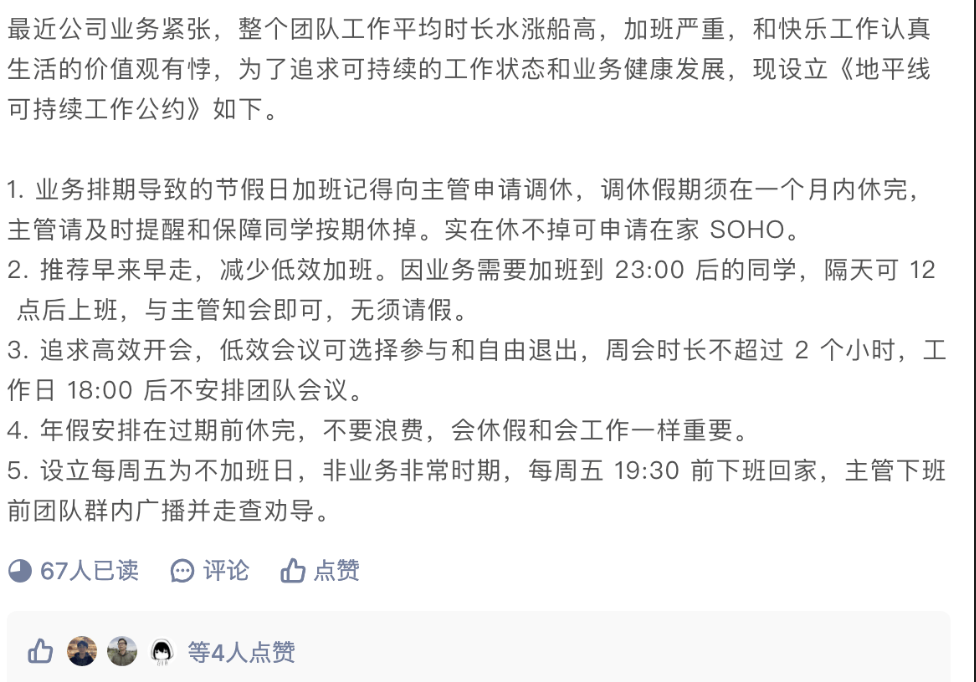 最近公司业务紧张，整个团队工作平均时长水涨船高，加班严重，和快乐工作认真
生活的价值观有悖，为了追求可持续的工作状态和业务健康发展，现设立《地平线
可持续工作公约》如下。
1. 业务排期导致的节假日加班记得向主管申请调休，调休假期须在一个月内休完，
主管请及时提醒和保障同学按期休掉。实在休不掉可申请在家 SOHO。
2. 推荐早来早走，减少低效加班。因业务需要加班到 23:00 后的同学，隔天可 12
点后上班，与主管知会即可，无须请假。
3. 追求高效开会，低效会议可选择参与和自由退出，周会时长不超过 2 个小时，工
作日 18:00 后不安排团队会议。
4. 年假安排在过期前休完，不要浪费，会休假和会工作一样重要。
5. 设立每周五为不加班日，非业务非常时期，每周五 19:30 前下班回家，主管下班
前团队群内广播并走查劝导。
67人已读 评论 点赞
等4人点赞